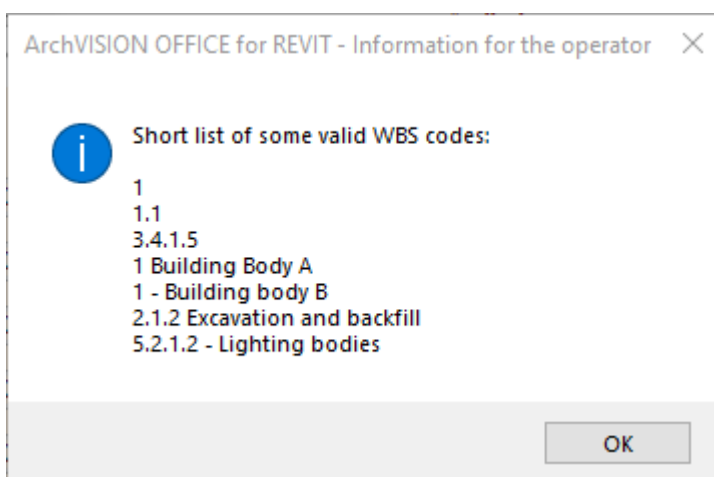 ArchVISION OFFICE for REVIT - Information for the operator
Short list of some valid WBS codes:
1
1.1
3.4.1.5
1 Building Body A
1 - Building body B
2.1.2 Excavation and backfill
5.2.1.2 - Lighting bodies
OK